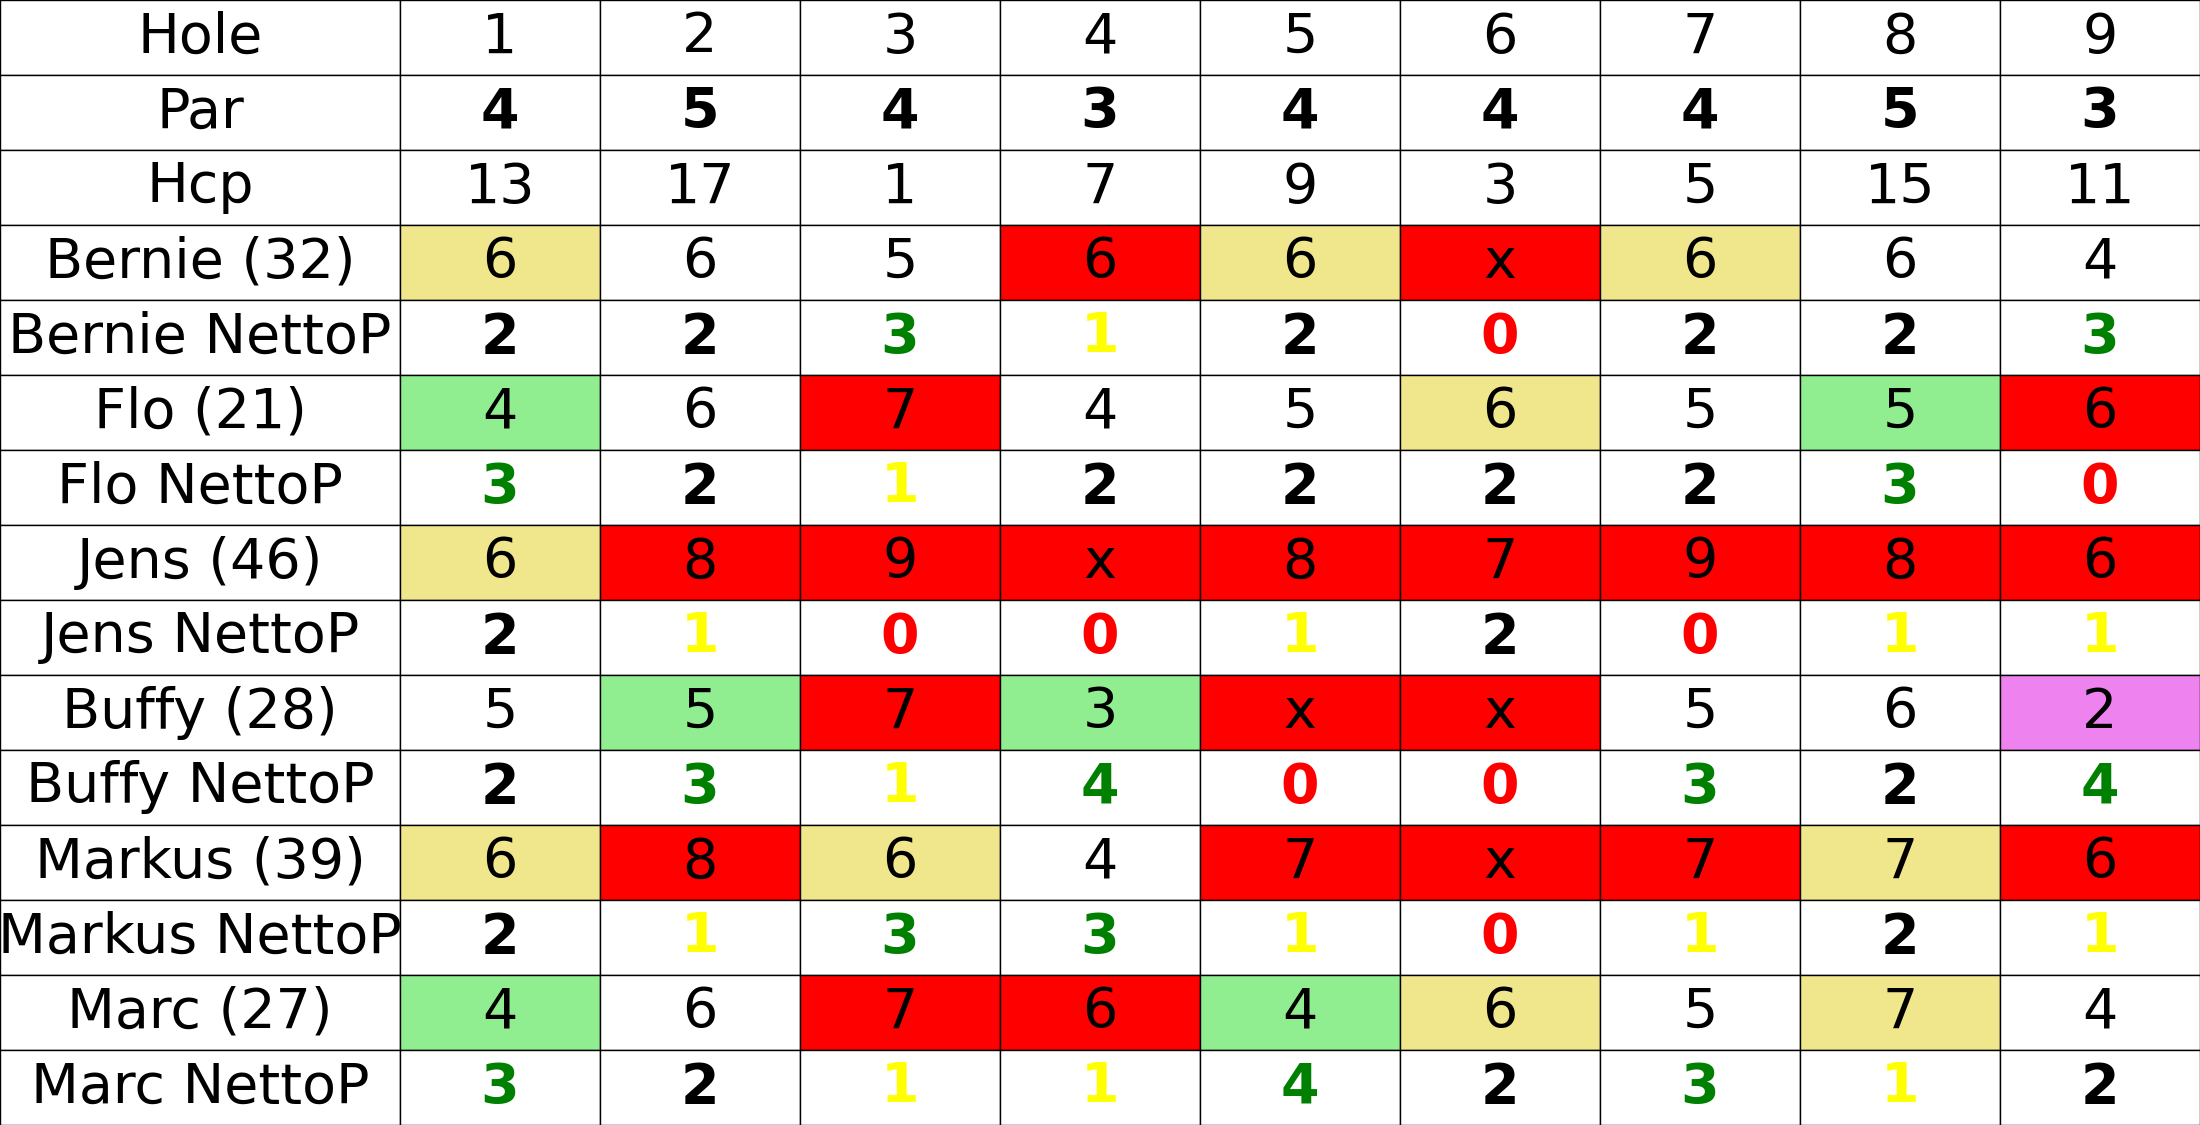 Hole 1 2 3 4 5 6 7 8 9
Par 4 5 4 3 4 4 4 5 3
Hcp 13 17 1 7 9 3 5 15 11
Bernie (32) 6 6 5 6 6 x 6 6 4
Bernie NettoP 2 2 3 1 2 0 2 2 3
Flo (21) 4 6 7 4 5 6 5 5 6
Flo NettoP 3 2 1 2 2 2 2 3 0
Jens (46) 6 8 9 x 8 7 9 8 6
Jens NettoP 2 1 0 0 1 2 0 1 1
Buffy (28) 5 5 7 3 x x 5 6 2
Buffy NettoP 2 3 1 4 0 0 3 2 4
Markus (39) 6 8 6 4 7 x 7 7 6
Markus NettoP 2 1 3 3 1 0 1 2 1
Marc (27) 4 6 7 6 4 6 5 7 4
Marc NettoP 3 2 1 1 4 2 3 1 2